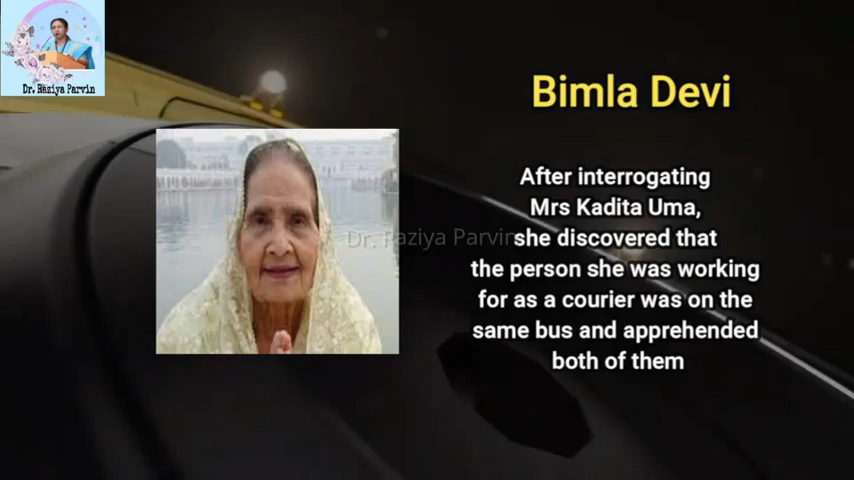 Dr. Raziya Parvin
Bimla Devi
After interrogating
Mrs Kadita Uma,
she discovered that
the person she was working
for as a courier was on the
same bus and apprehended
both of them
Dr. Raziya Parvin